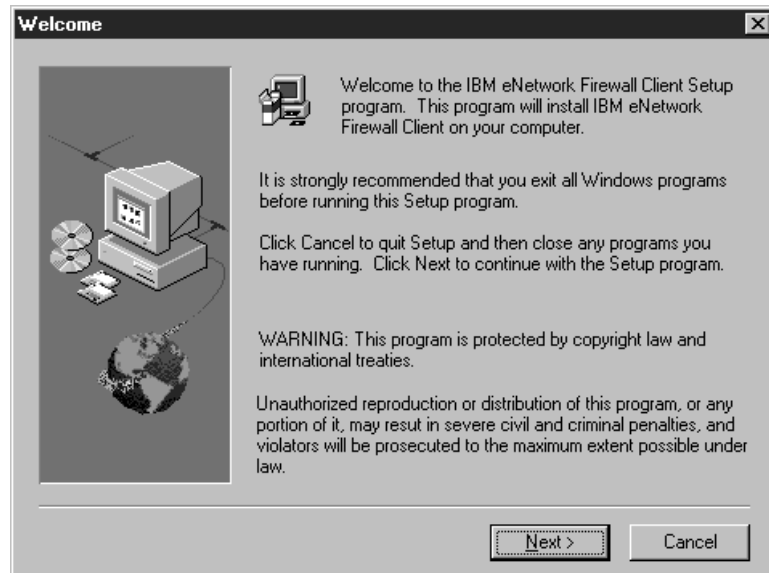 Welcome
Welcome to the IBM eNetwork Firewall Client Setup
program.  This program will install IBM eNetwork
Firewall Client on your computer.
It is strongly recommended that you exit all Windows programs
before running this Setup program.
Click Cancel to quit Setup and then close any programs you
have running.  Click Next to continue with the Setup program.
WARNING: This program is protected by copyright law and
international treaties.
Unauthorized reproduction or distribution of this program, or any
portion of it, may resut in severe civil and criminal penalties, and
violators will be prosecuted to the maximum extent possible under
law.
Next >
Cancel